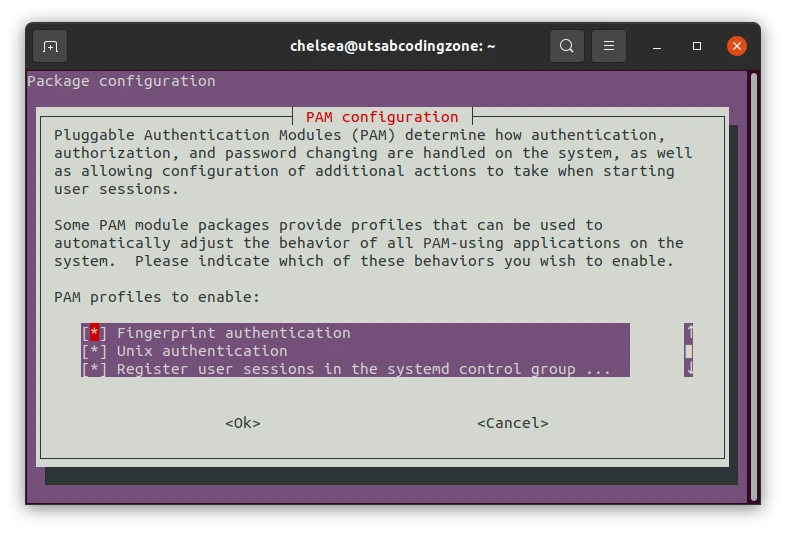 chelsea@utsabcodingzone: ~
Package configuration
PAM configuration
Pluggable Authentication Modules (PAM) determine how authentication,
authorization, and password changing are handled on the system, as well
as allowing configuration of additional actions to take when starting
user sessions.
Some PAM module packages provide profiles that can be used to
automatically adjust the behavior of all PAM-using applications on the
system.  Please indicate which of these behaviors you wish to enable.
PAM profiles to enable:
[*] Fingerprint authentication
[*] Unix authentication
[*] Register user sessions in the systemd control group ...
<Ok> <Cancel>